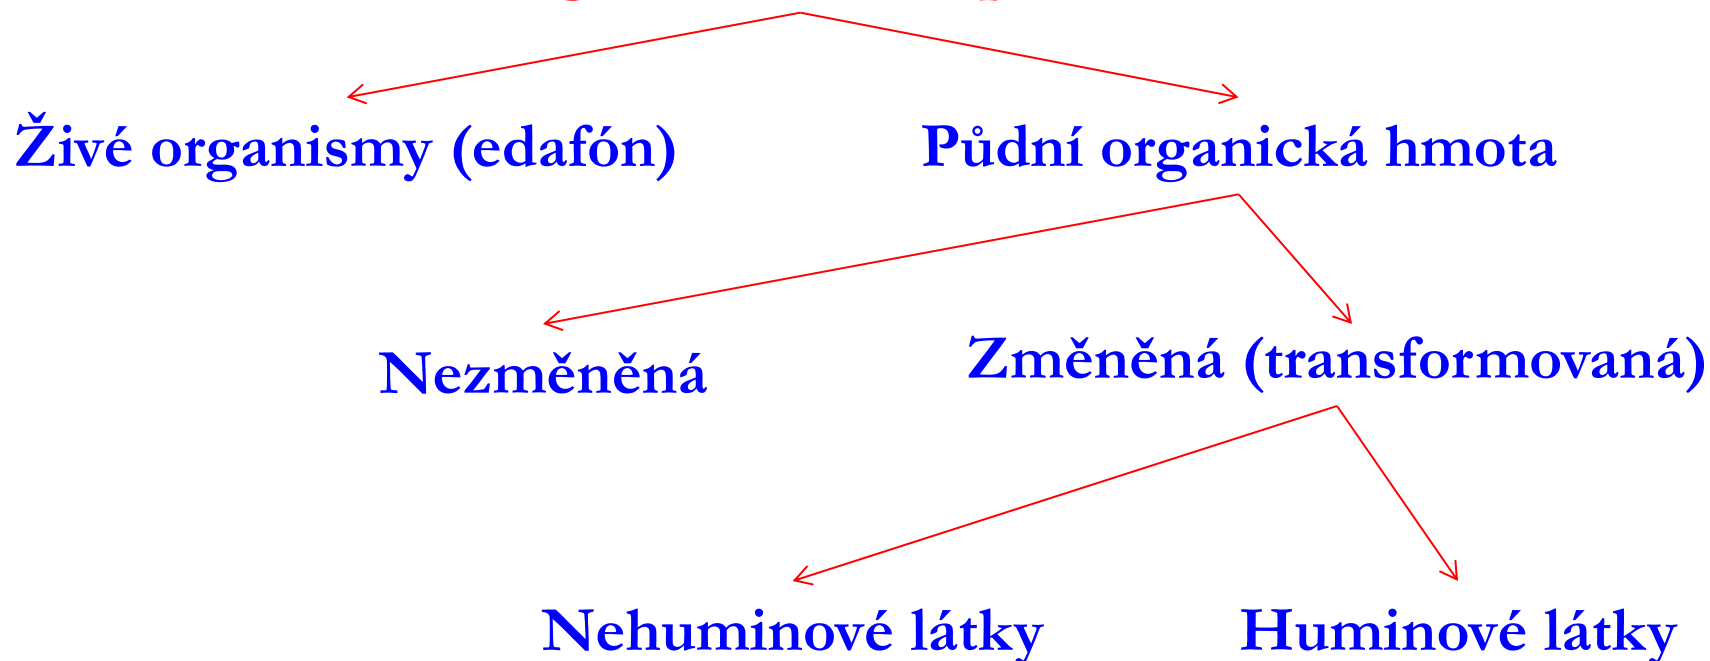 Živé organismy (edafón)
Půdní organická hmota
Nezměněná
Změněná (transformovaná)
Nehuminové látky
Huminové látky